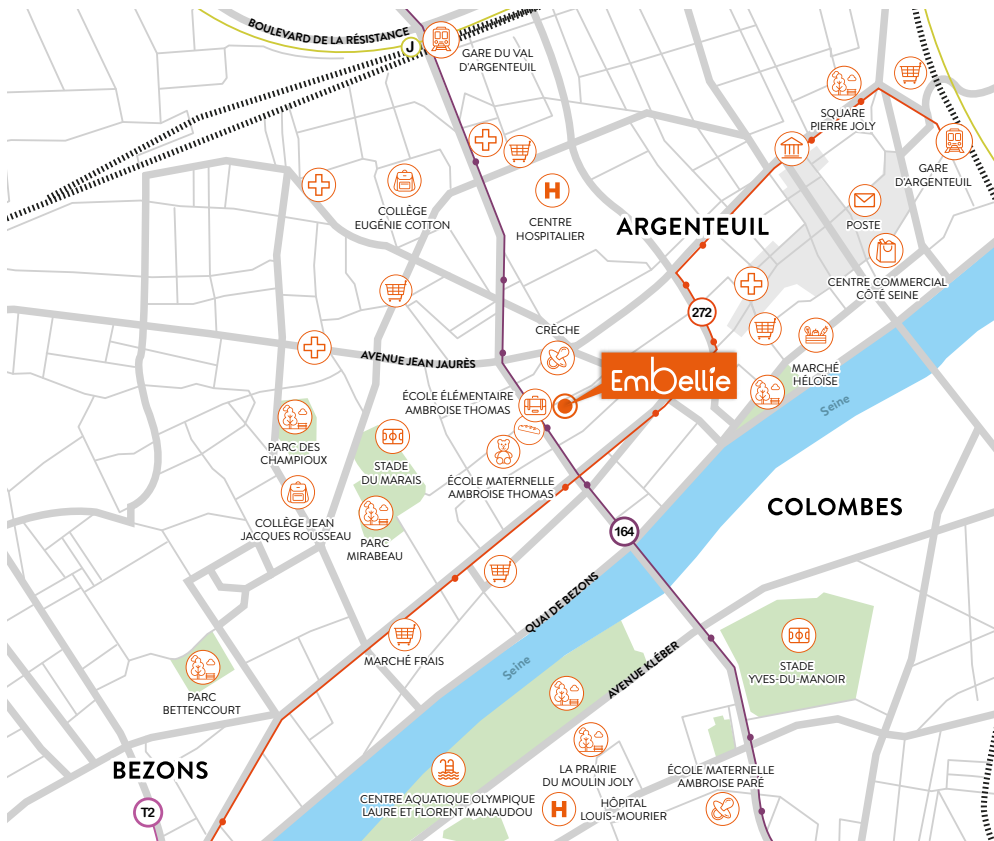 BOULEVARD DE LA RÉSISTANCE
J
GARE DU VAL
D'ARGENTEUIL
SQUARE
PIERRE JOLY
GARE
D'ARGENTEUIL
COLLÈGE
EUGÉNIE COTTON
H
CENTRE
HOSPITALIER
ARGENTEUIL
POSTE
CENTRE COMMERCIAL
CÔTÉ SEINE
272
CRÈCHE
AVENUE JEAN JAURÈS
EmBellie
MARCHÉ
HÉLOÏSE
Seine
ÉCOLE ÉLÉMENTAIRE
AMBROISE THOMAS
PARC DES
CHAMPIOUX
STADE
DU MARAIS
ÉCOLE MATERNELLE
AMBROISE THOMAS
COLLÈGE JEAN
JACQUES ROUSSEAU
PARC
MIRABEAU
COLOMBES
164
QUAI DE BEZONS
MARCHÉ FRAIS
Seine
AVENUE KLÉBER
STADE
YVES-DU-MANOIR
PARC
BETTENCOURT
BEZONS
LA PRAIRIE
DU MOULIN JOLY
ÉCOLE MATERNELLE
AMBROISE PARÉ
T2
CENTRE AQUATIQUE OLYMPIQUE
LAURE ET FLORENT MANAUDOU
H
HÔPITAL
LOUIS-MOURIER